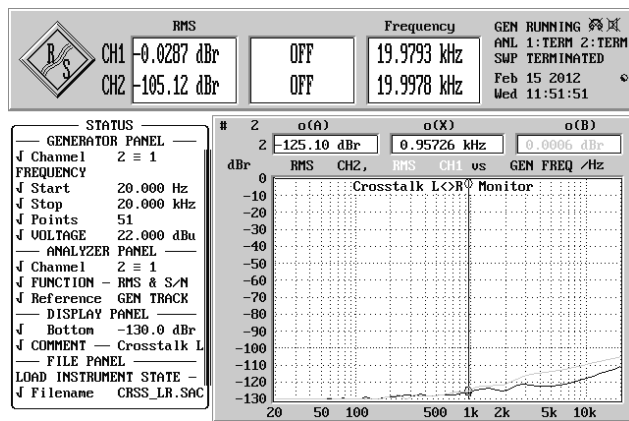 RMS Frequency
GEN RUNNING
ANL 1:TERM 2:TERM
SWP TERMINATED
Feb 15 2012
Wed 11:51:51
R S
CH1 -0.0287 dBr OFF 19.9793 kHz
CH2 -105.12 dBr OFF 19.9978 kHz
STATUS
GENERATOR PANEL
Channel 2 ≡ 1
FREQUENCY
Start 20.000 Hz
Stop 20.000 kHz
Points 51
VOLTAGE 22.000 dBu
ANALYZER PANEL
Channel 2 ≡ 1
FUNCTION - RMS & S/N
Reference GEN TRACK
DISPLAY PANEL
Bottom -130.0 dBr
COMMENT — Crosstalk L
FILE PANEL
LOAD INSTRUMENT STATE -
Filename CRSS_LR.SAC
# 2 o(A) o(X) o(B)
2 -125.10 dBr 0.95726 kHz 0.0006 dBr
dBr RMS CH2, RMS CH1 vs GEN FREQ /Hz
Crosstalk L<>R Monitor
0
-10
-20
-30
-40
-50
-60
-70
-80
-90
-100
-110
-120
-130
20 50 100 500 1k 2k 5k 10k